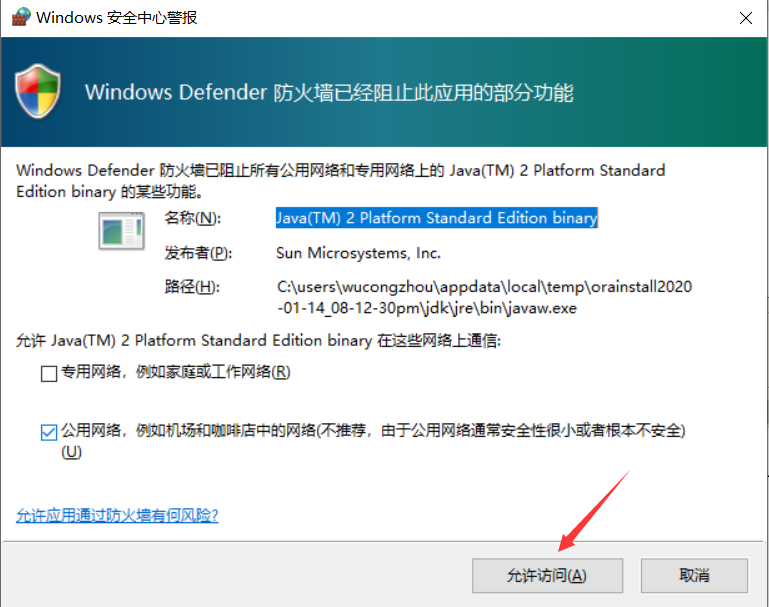 Windows 安全中心警报
Windows Defender 防火墙已经阻止此应用的部分功能
Windows Defender 防火墙已阻止所有公用网络和专用网络上的 Java(TM) 2 Platform Standard
Edition binary 的某些功能。
名称(N): Java(TM) 2 Platform Standard Edition binary
发布者(P): Sun Microsystems, Inc.
路径(H): C:\users\wucongzhou\appdata\local\temp\orainstall2020
-01-14_08-12-30pm\jdk\jre\bin\javaw.exe
允许 Java(TM) 2 Platform Standard Edition binary 在这些网络上通信:
专用网络，例如家庭或工作网络(R)
公用网络，例如机场和咖啡店中的网络(不推荐，由于公用网络通常安全性很小或者根本不安全)
(U)
允许应用通过防火墙有何风险?
允许访问(A) 取消